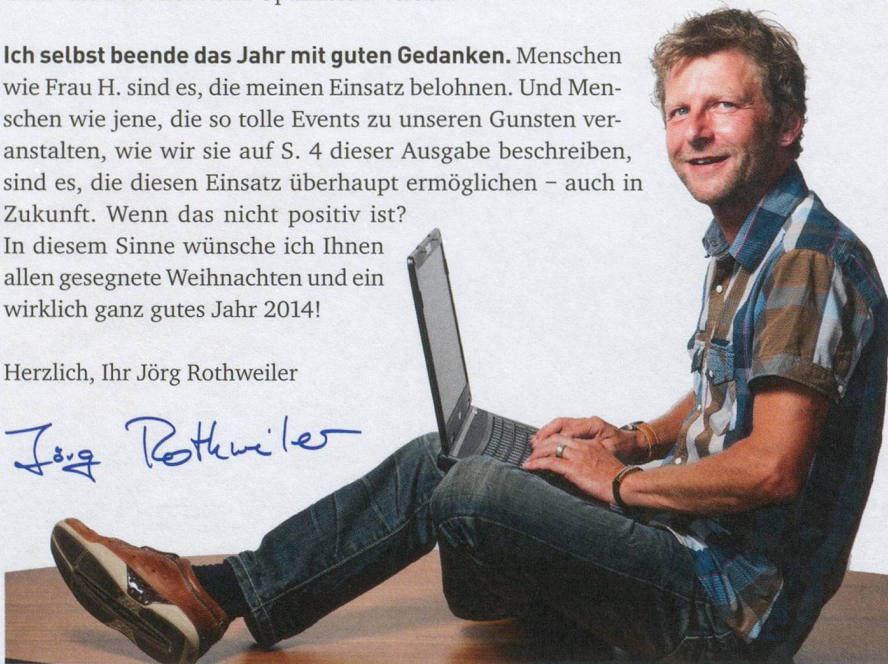 Ich selbst beende das Jahr mit guten Gedanken. Menschen
wie Frau H. sind es, die meinen Einsatz belohnen. Und Men-
schen wie jene, die so tolle Events zu unseren Gunsten ver-
anstalten, wie wir sie auf S. 4 dieser Ausgabe beschreiben,
sind es, die diesen Einsatz überhaupt ermöglichen – auch in
Zukunft. Wenn das nicht positiv ist?
In diesem Sinne wünsche ich Ihnen
allen gesegnete Weihnachten und ein
wirklich ganz gutes Jahr 2014!
Herzlich, Ihr Jörg Rothweiler
Jörg Rothweiler